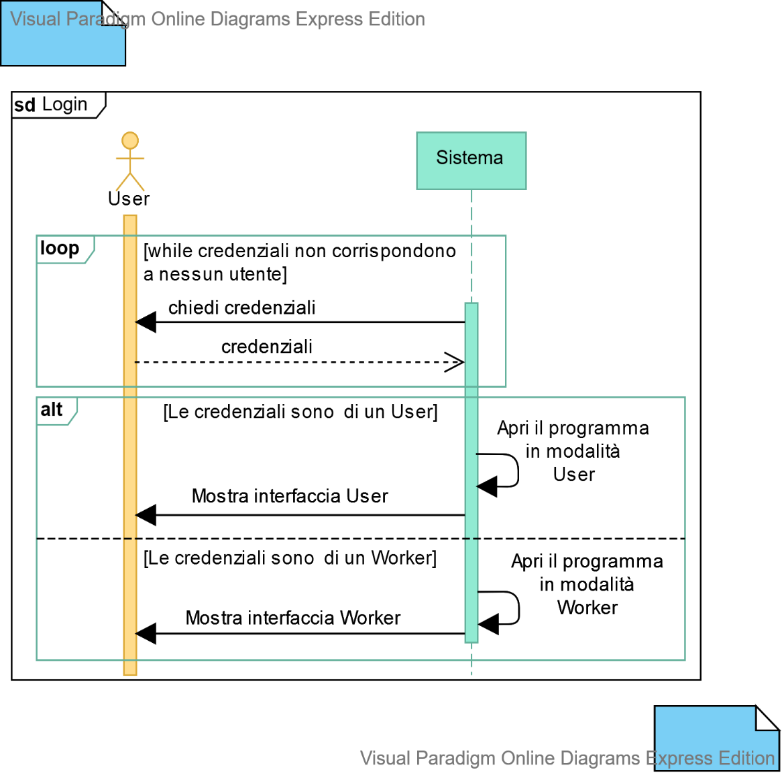 Visual Paradigm Online Diagrams Express Edition
sd Login
User
Sistema
loop
[while credenziali non corrispondono
a nessun utente]
chiedi credenziali
credenziali
alt
[Le credenziali sono  di un User]
Apri il programma
in modalità
User
Mostra interfaccia User
[Le credenziali sono  di un Worker]
Apri il programma
in modalità
Worker
Mostra interfaccia Worker
Visual Paradigm Online Diagrams Express Edition